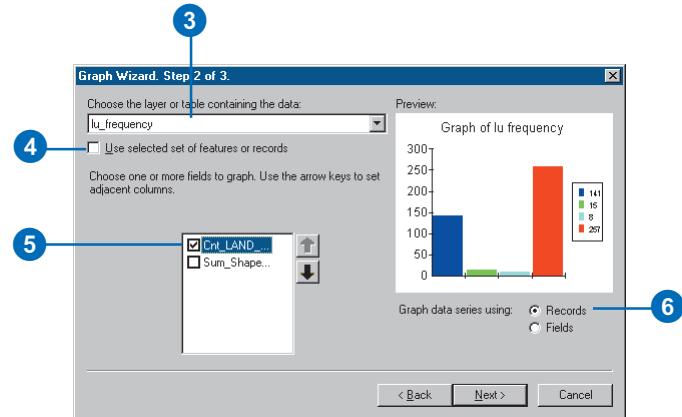 3
Graph Wizard. Step 2 of 3.
Choose the layer or table containing the data:
lu_frequency
4
Use selected set of features or records
Choose one or more fields to graph. Use the arrow keys to set
adjacent columns.
5
Cnt_LAND_...
Sum_Shape...
Preview:
Graph of lu frequency
300
250
200
150
100
50
0
141
15
8
257
Graph data series using:
Records
6
Fields
< Back
Next >
Cancel